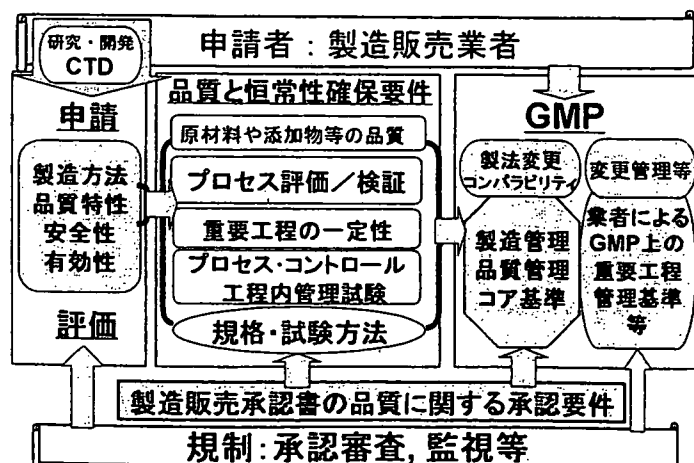 申請者：製造販売業者
研究・開発
CTD
申請
製造方法
品質特性
安全性
有効性
評価
品質と恒常性確保要件
原材料や添加物等の品質
プロセス評価／検証
重要工程の一定性
プロセス・コントロール
工程内管理試験
規格・試験方法
GMP
製法変更
コンパラビリティ
製造管理
品質管理
コア基準
変更管理等
業者による
GMP上の
重要工程
管理基準
等
製造販売承認書の品質に関する承認要件
規制：承認審査，監視等